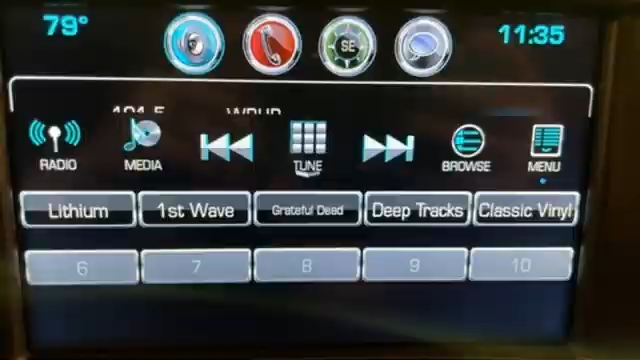 79° SE 11:35
RADIO MEDIA TUNE BROWSE MENU
Lithium 1st Wave Grateful Dead Deep Tracks Classic Vinyl
6 7 8 9 10